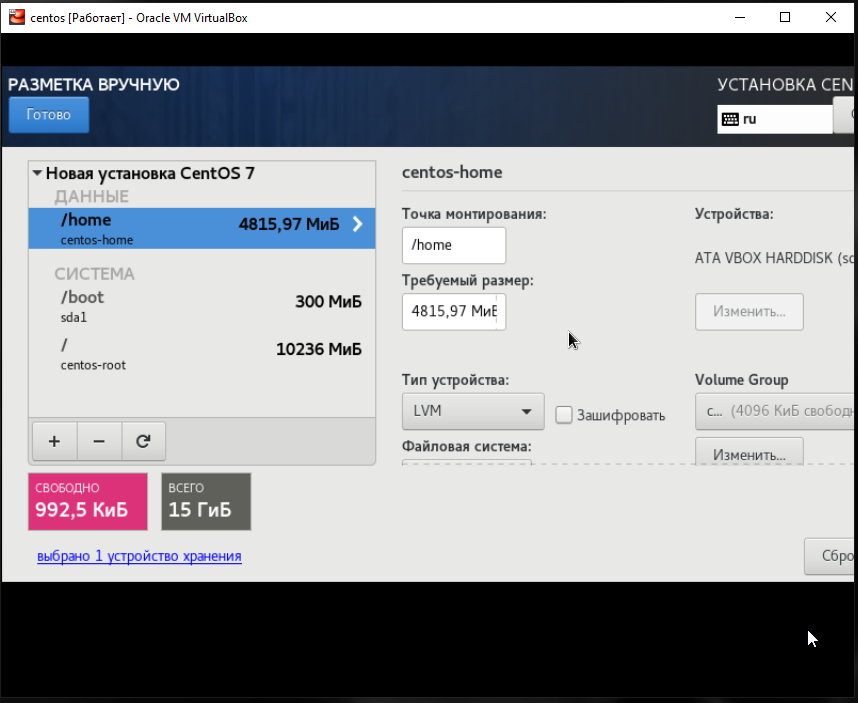 centos [Работает] - Oracle VM VirtualBox
РАЗМЕТКА ВРУЧНУЮ
УСТАНОВКА CEN
Готово
ru
Новая установка CentOS 7
ДАННЫЕ
/home
4815,97 МиБ
centos-home
СИСТЕМА
/boot
300 МиБ
sda1
/
10236 МиБ
centos-root
+ −
СВОБОДНО
992,5 КиБ
ВСЕГО
15 ГиБ
выбрано 1 устройство хранения
centos-home
Точка монтирования:
/home
Требуемый размер:
4815,97 МиБ
Устройства:
ATA VBOX HARDDISK (sd
Изменить...
Тип устройства:
LVM
Зашифровать
Volume Group
c... (4096 КиБ свободн
Изменить...
Файловая система:
Сбро